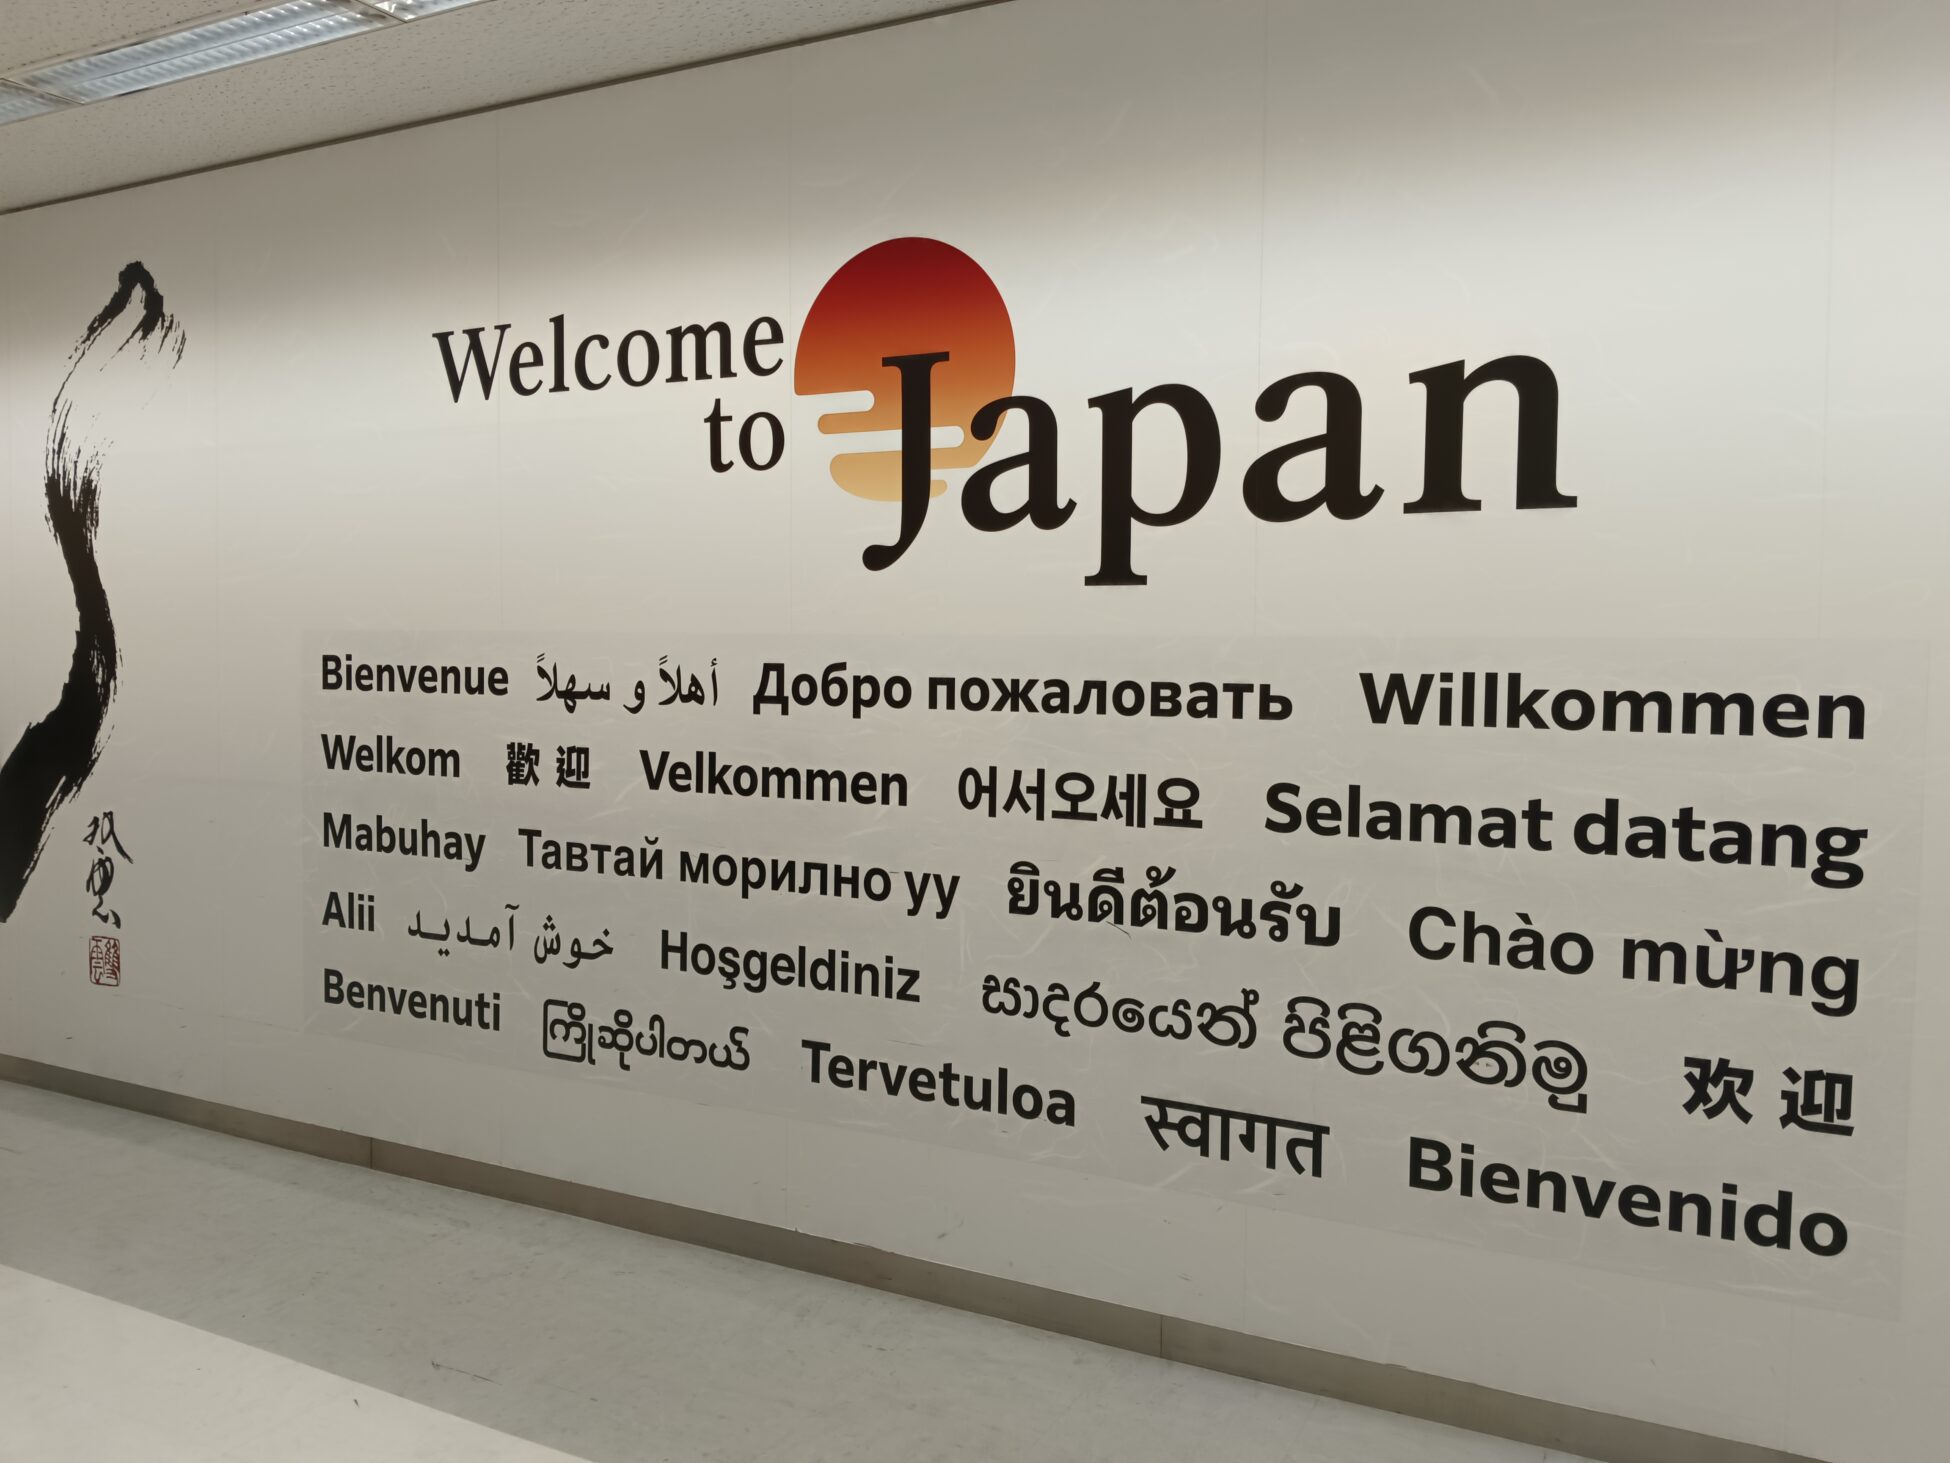 Welcome
to
Japan
Bienvenue أهلاً و سهلاً Добро пожаловать Willkommen
Welkom 歡迎 Velkommen 어서오세요 Selamat datang
Mabuhay Тавтай морилно уу ยินดีต้อนรับ Chào mừng
Alii خوش آمدید Hoşgeldiniz සාදරයෙන් පිළිගනිමු 欢迎
Benvenuti ကြိုဆိုပါတယ် Tervetuloa स्वागत Bienvenido